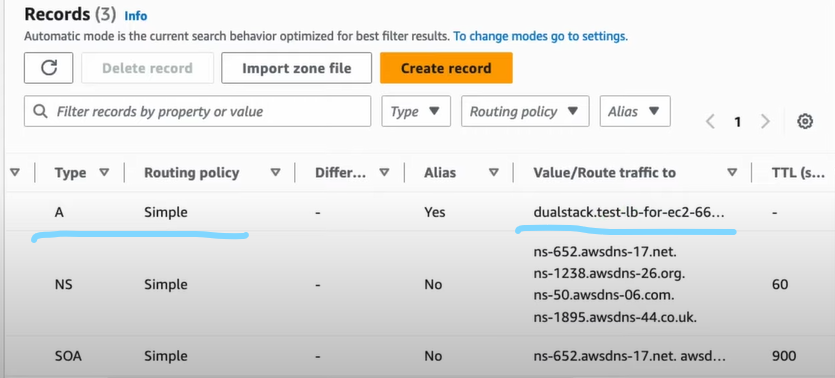 Records (3) Info
Automatic mode is the current search behavior optimized for best filter results. To change modes go to settings.
Delete record Import zone file Create record
Filter records by property or value Type Routing policy Alias 1
Type Routing policy Differ... Alias Value/Route traffic to TTL (s...
A Simple - Yes dualstack.test-lb-for-ec2-66... -
ns-652.awsdns-17.net.
ns-1238.awsdns-26.org.
NS Simple - No 60
ns-50.awsdns-06.com.
ns-1895.awsdns-44.co.uk.
SOA Simple - No ns-652.awsdns-17.net. awsd... 900